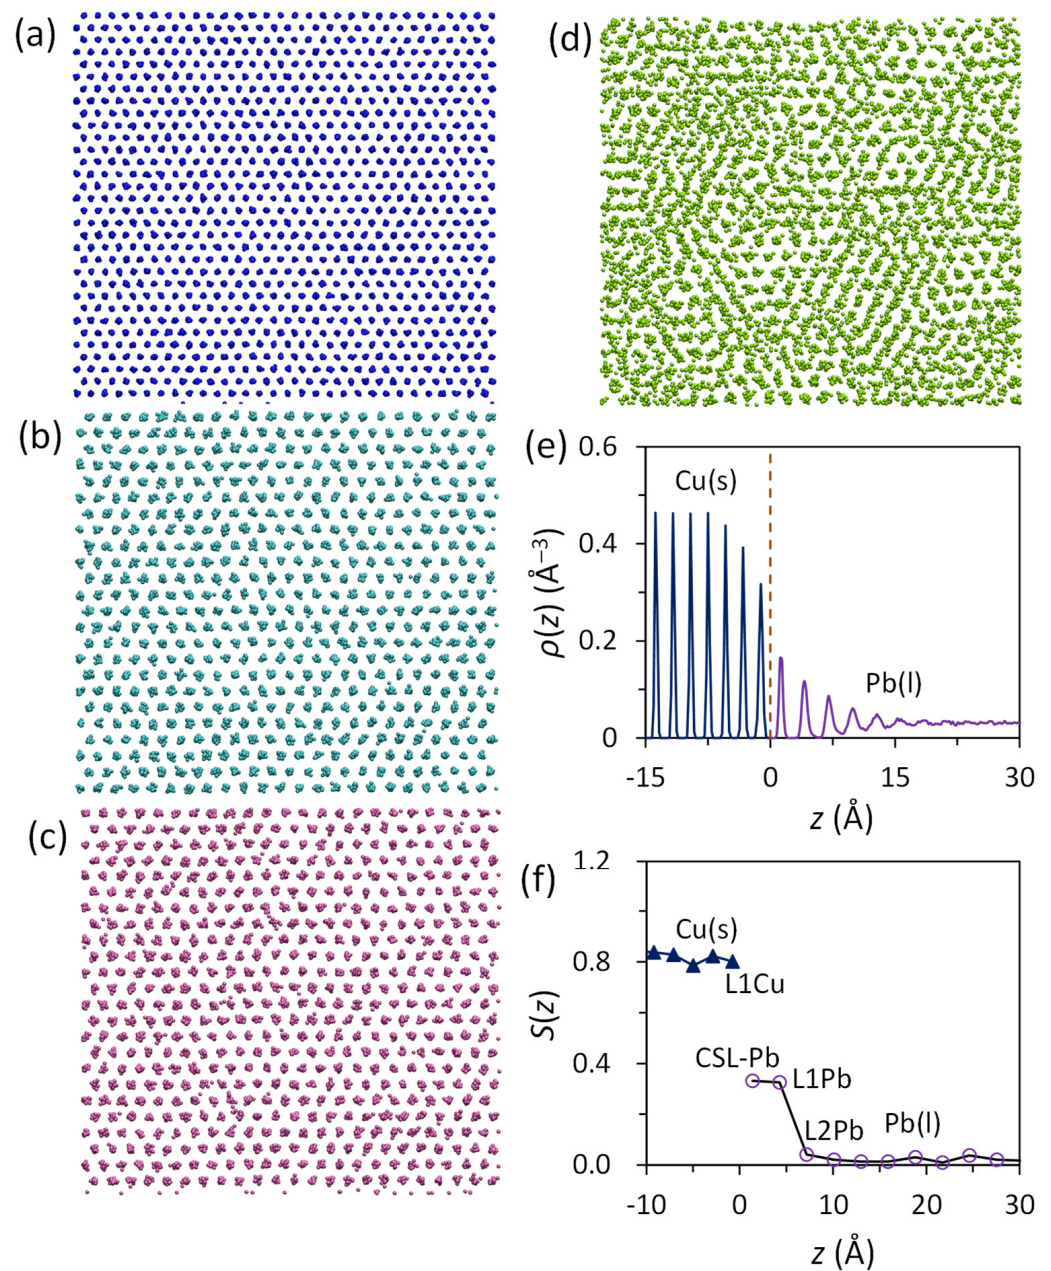 (a)
(b)
(c)
(d)
(e)
0.6
0.4
0.2
0
ρ(z) (Å⁻³)
Cu(s)
Pb(l)
-15
0
15
30
z (Å)
(f)
1.2
0.8
0.4
0.0
S(z)
Cu(s)
L1Cu
CSL-Pb
L1Pb
L2Pb
Pb(l)
-10
0
10
20
30
z (Å)